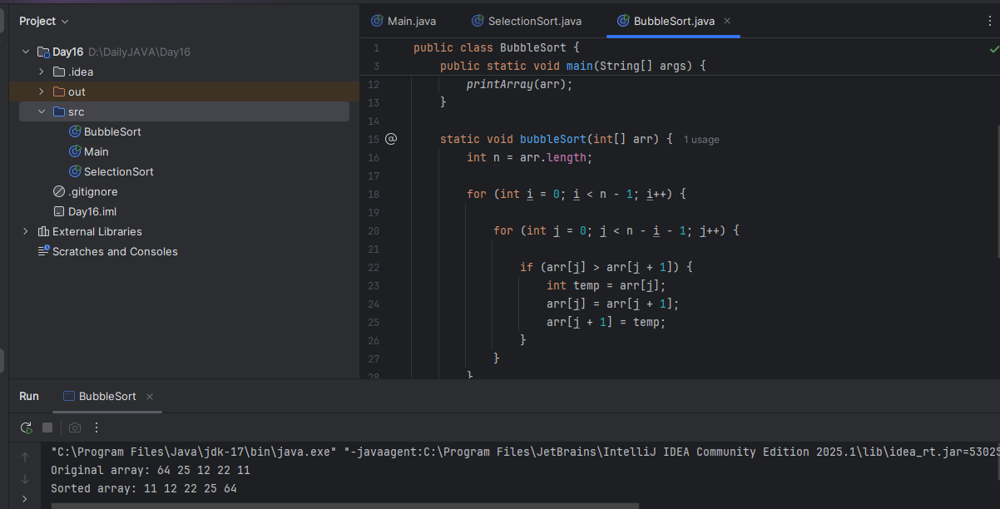 Project
Main.java
SelectionSort.java
BubbleSort.java
Day16 D:\DailyJAVA\Day16
.idea
out
src
BubbleSort
Main
SelectionSort
.gitignore
Day16.iml
External Libraries
Scratches and Consoles
1 public class BubbleSort {
3 public static void main(String[] args) {
12 printArray(arr);
13 }
14
15 @ static void bubbleSort(int[] arr) { 1 usage
16 int n = arr.length;
17
18 for (int i = 0; i < n - 1; i++) {
19
20 for (int j = 0; j < n - i - 1; j++) {
21
22 if (arr[j] > arr[j + 1]) {
23 int temp = arr[j];
24 arr[j] = arr[j + 1];
25 arr[j + 1] = temp;
26 }
27 }
28 }
Run
BubbleSort
"C:\Program Files\Java\jdk-17\bin\java.exe" "-javaagent:C:\Program Files\JetBrains\IntelliJ IDEA Community Edition 2025.1\lib\idea_rt.jar=53025
Original array: 64 25 12 22 11
Sorted array: 11 12 22 25 64